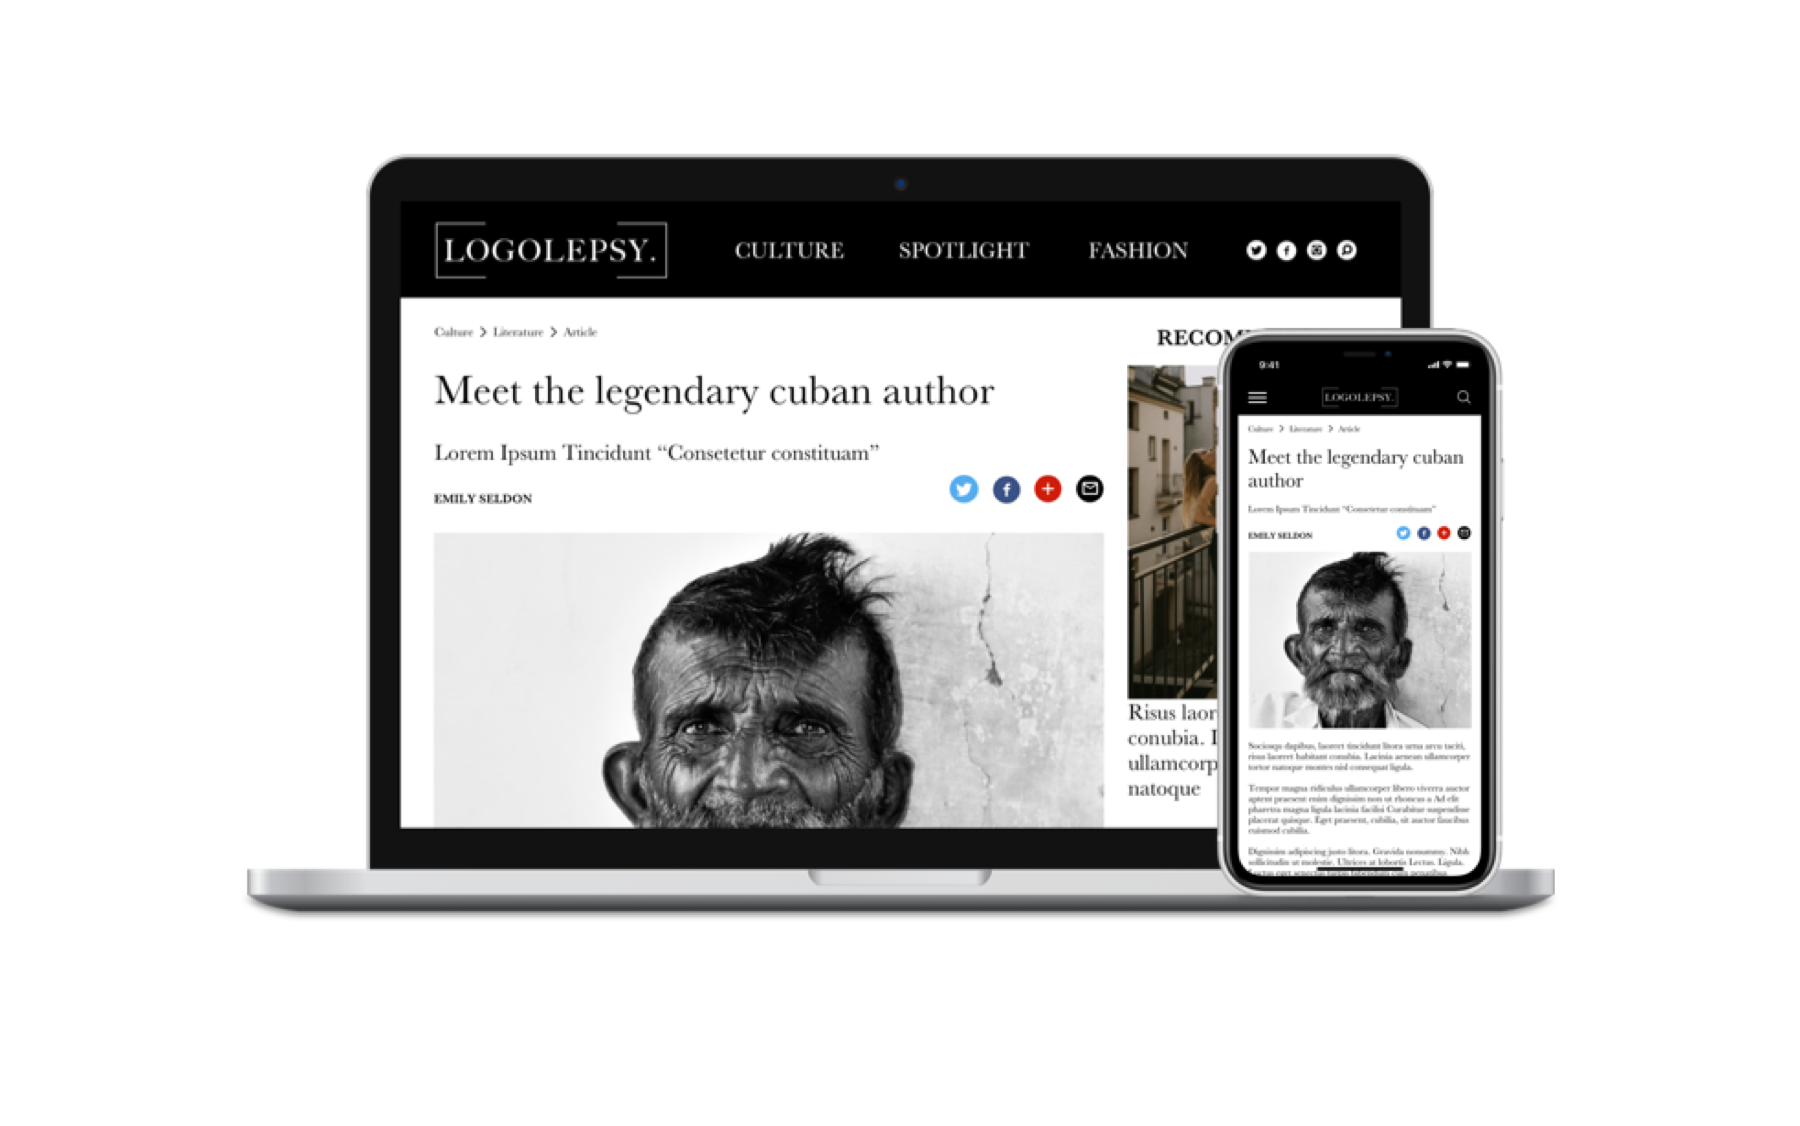 LOGOLEPSY.
CULTURE
SPOTLIGHT
FASHION
Culture > Literature > Article
Meet the legendary cuban author
Lorem Ipsum Tincidunt “Consetetur constituam”
EMILY SELDON
RECOM
Risus laor
conubia.
ullamcorp
natoque
9:41
LOGOLEPSY.
Culture > Literature > Article
Meet the legendary cuban
author
Lorem Ipsum Tincidunt “Consetetur constituam”
EMILY SELDON
Sociosqu dapibus, laoreet tincidunt litora urna arcu taciti,
risus laoreet habitant conubia. Lacinia aenean ullamcorper
tortor natoque montes nisl consequat ligula.
Tempor magna ridiculus ullamcorper libero viverra auctor
aptent praesent enim dignissim non ut rhoncus a Ad elit
pharetra magna ligula lacinia facilisi Curabitur suspendisse
placerat quisque. Eget praesent, cubilia, sit auctor faucibus
euismod cubilia.
Dignissim adipiscing justo litora. Gravida nonummy. Nibh
sollicitudin ut molestie. Ultrices at lobortis Lectus. Ligula.
Lectus eget